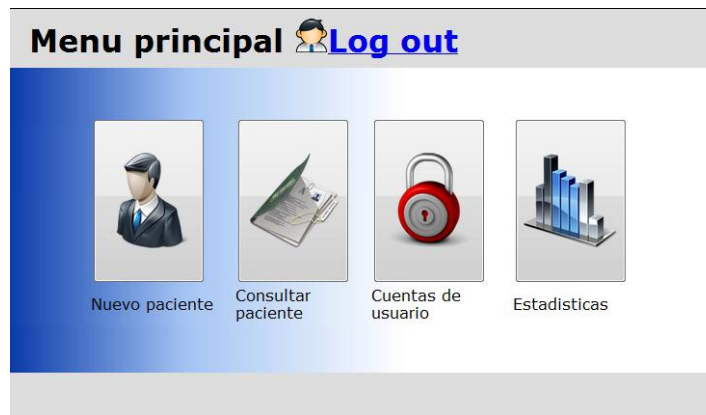 Menu principal Log out
Nuevo paciente
Consultar
paciente
Cuentas de
usuario
Estadisticas